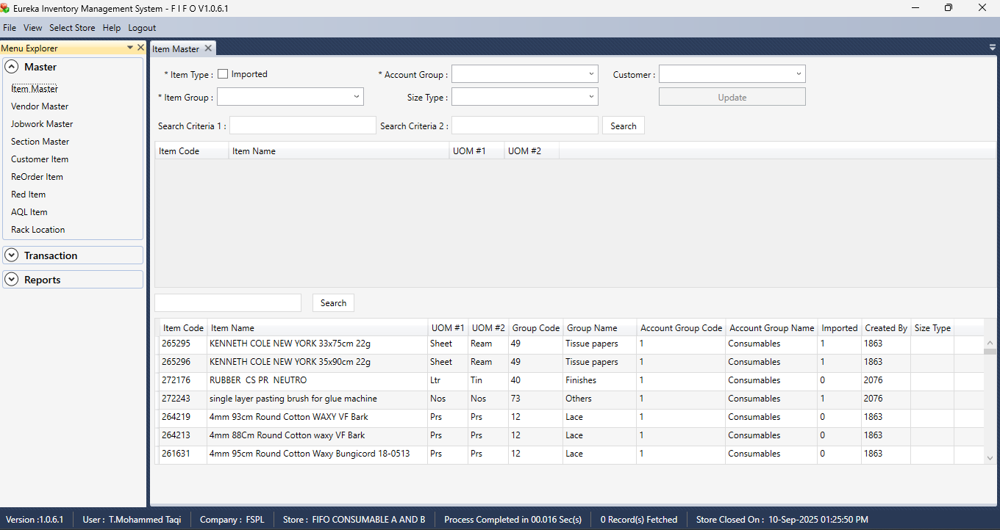 Eureka Inventory Management System - F I F O V1.0.6.1
File View Select Store Help Logout
Menu Explorer
Master
Item Master
Vendor Master
Jobwork Master
Section Master
Customer Item
ReOrder Item
Red Item
AQL Item
Rack Location
Transaction
Reports
Item Master
* Item Type : Imported * Account Group : Customer :
* Item Group : Size Type : Update
Search Criteria 1 : Search Criteria 2 : Search
Item Code Item Name UOM #1 UOM #2
Search
Item Code Item Name UOM #1 UOM #2 Group Code Group Name Account Group Code Account Group Name Imported Created By Size Type
265295 KENNETH COLE NEW YORK 33x75cm 22g Sheet Ream 49 Tissue papers 1 Consumables 1 1863
265296 KENNETH COLE NEW YORK 35x90cm 22g Sheet Ream 49 Tissue papers 1 Consumables 1 1863
272176 RUBBER CS PR NEUTRO Ltr Tin 40 Finishes 1 Consumables 0 2076
272243 single layer pasting brush for glue machine Nos Nos 73 Others 1 Consumables 1 2076
264219 4mm 93cm Round Cotton WAXY VF Bark Prs Prs 12 Lace 1 Consumables 0 1863
264213 4mm 88Cm Round Cotton waxy VF Bark Prs Prs 12 Lace 1 Consumables 0 1863
261631 4mm 95cm Round Cotton Waxy Bungicord 18-0513 Prs Prs 12 Lace 1 Consumables 0 1863
Version :1.0.6.1 User : T.Mohammed Taqi Company : FSPL Store : FIFO CONSUMABLE A AND B Process Completed in 00.016 Sec(s) 0 Record(s) Fetched Store Closed On : 10-Sep-2025 01:25:50 PM